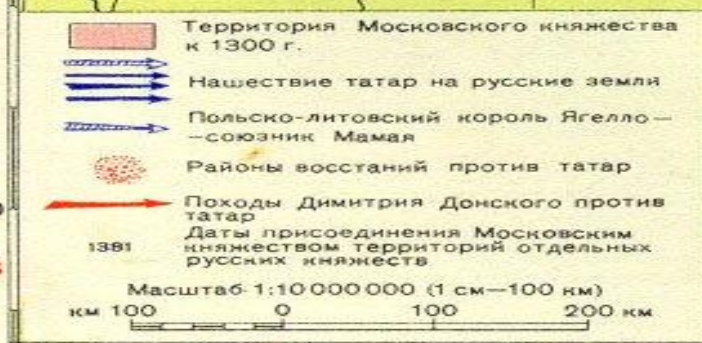 Территория Московского княжества
к 1300 г.
Нашествие татар на русские земли
Польско-литовский король Ягелло—
-союзник Мамая
Районы восстаний против татар
Походы Димитрия Донского против
татар
1381 Даты присоединения Московским
княжеством территорий отдельных
русских княжеств
Масштаб 1:10 000 000 (1 см—100 км)
км 100 0 100 200 км